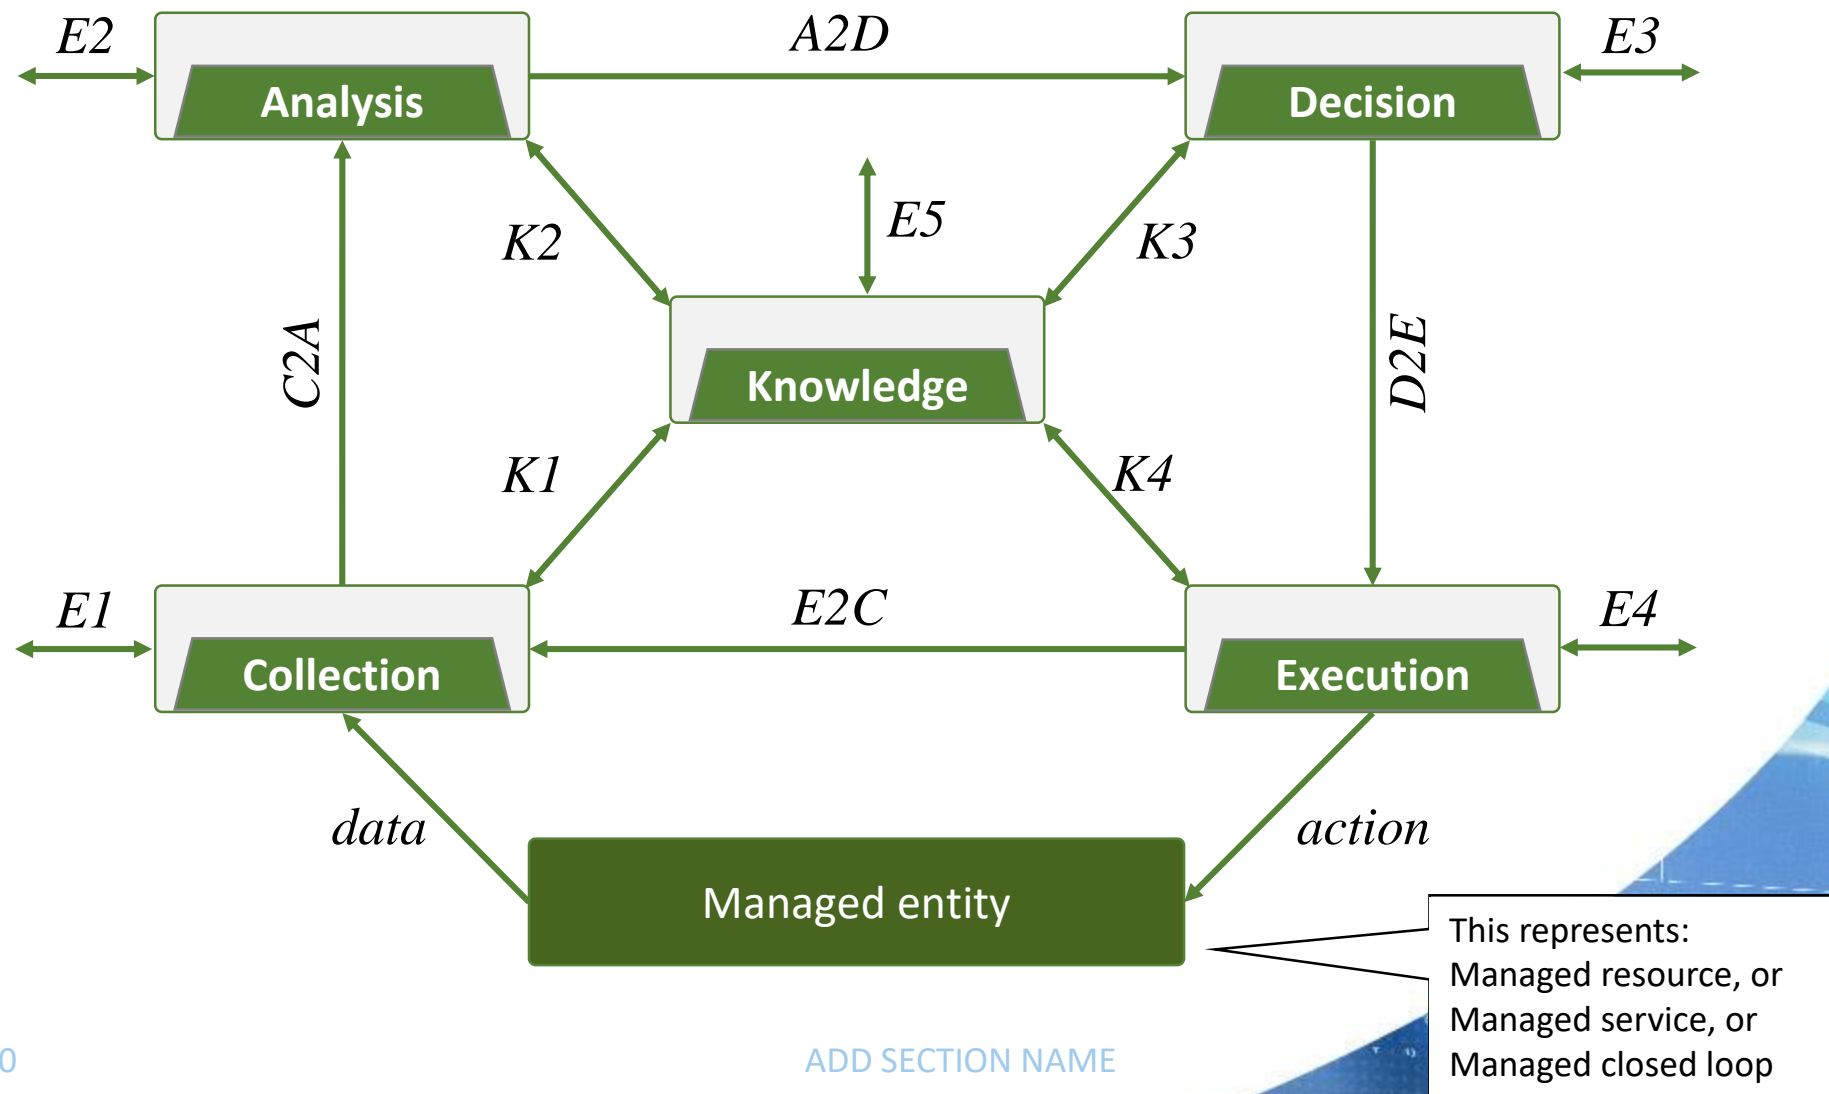 E2
A2D
E3
Analysis
Decision
E5
K2
K3
C2A
D2E
Knowledge
K1
K4
E1
E2C
E4
Collection
Execution
data
action
Managed entity
This represents:
Managed resource, or
Managed service, or
Managed closed loop
0
ADD SECTION NAME